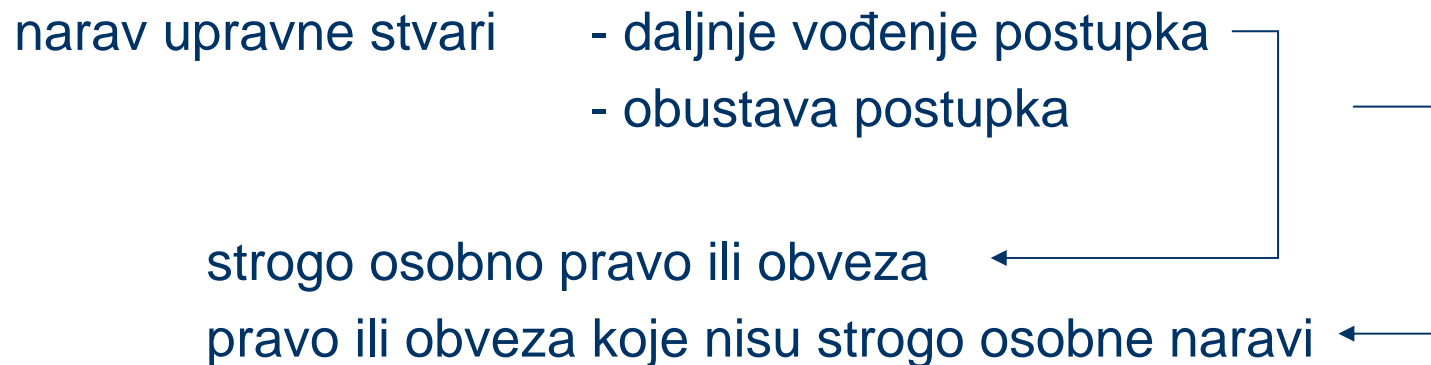 narav upravne stvari - daljnje vođenje postupka
- obustava postupka
strogo osobno pravo ili obveza
pravo ili obveza koje nisu strogo osobne naravi